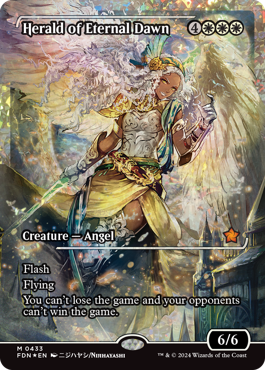 Herald of Eternal Dawn 4
Creature — Angel
Flash
Flying
You can't lose the game and your opponents
can't win the game.
6/6
M 0433
FDN ★ EN ニジハヤシ/Nijihayashi
™ & © 2024 Wizards of the Coast